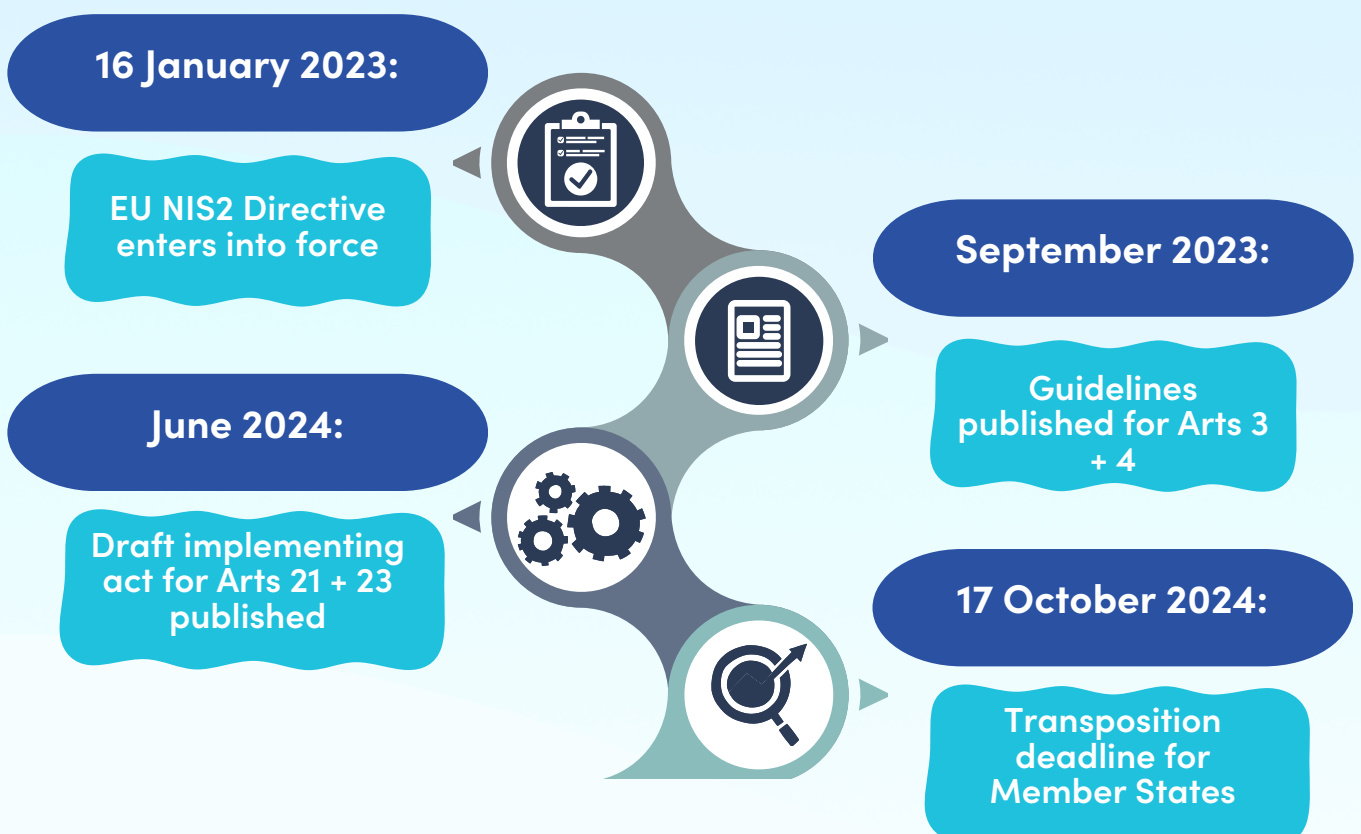 16 January 2023:
EU NIS2 Directive
enters into force
September 2023:
Guidelines
published for Arts 3
+ 4
June 2024:
Draft implementing
act for Arts 21 + 23
published
17 October 2024:
Transposition
deadline for
Member States